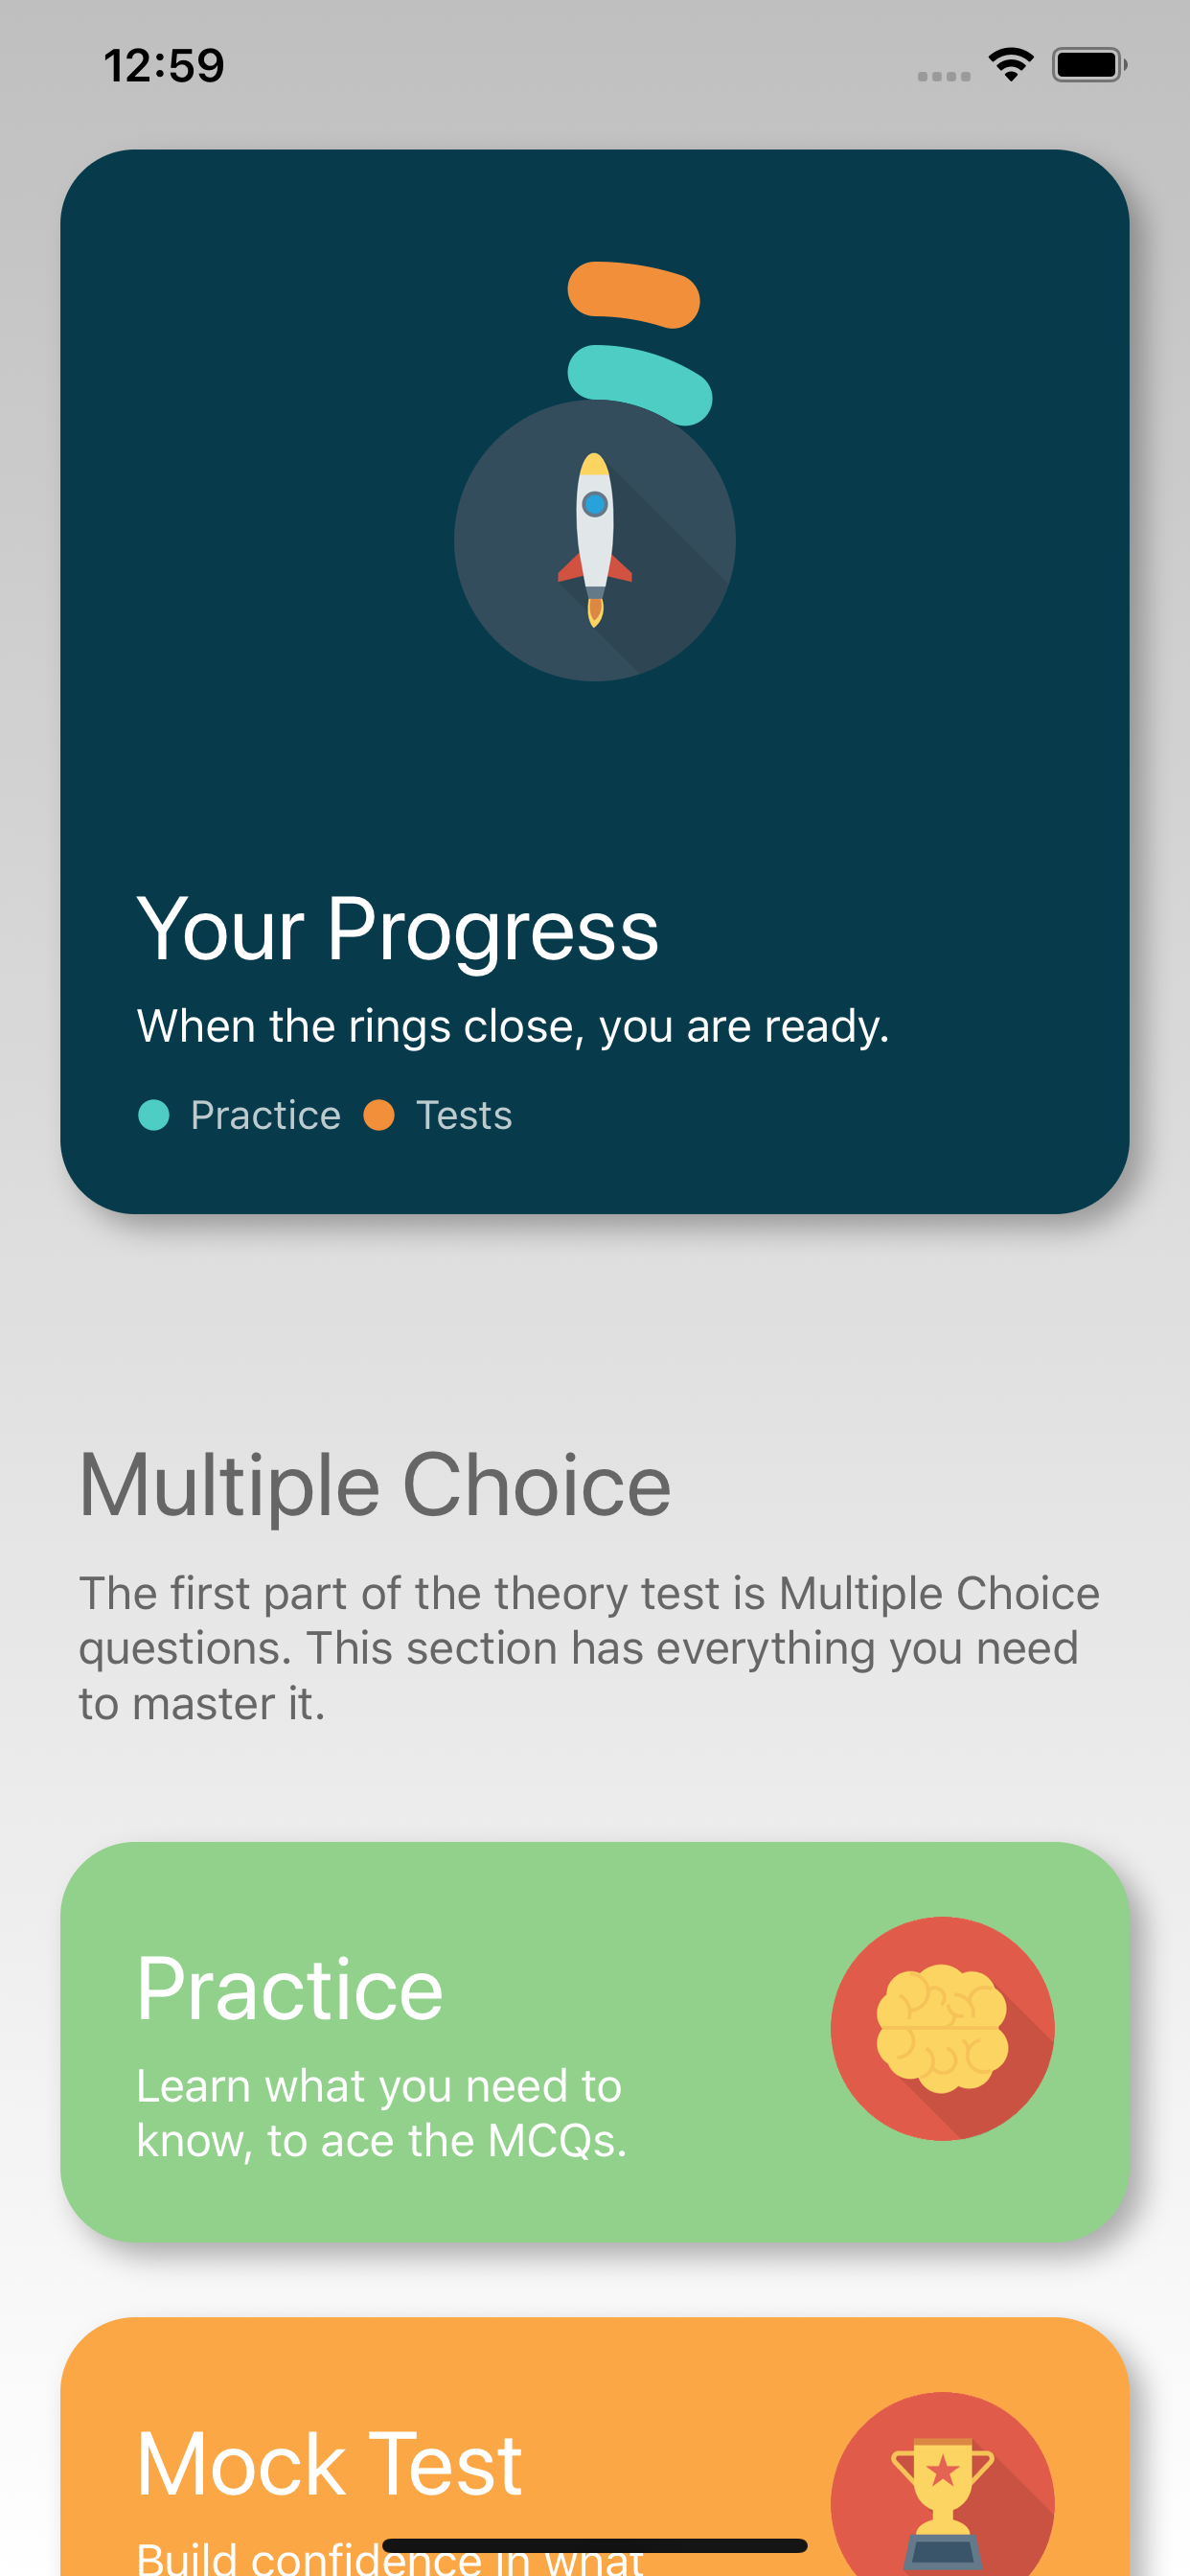 12:59
Your Progress
When the rings close, you are ready.
Practice Tests
Multiple Choice
The first part of the theory test is Multiple Choice
questions. This section has everything you need
to master it.
Practice
Learn what you need to
know, to ace the MCQs.
Mock Test
Build confidence in what